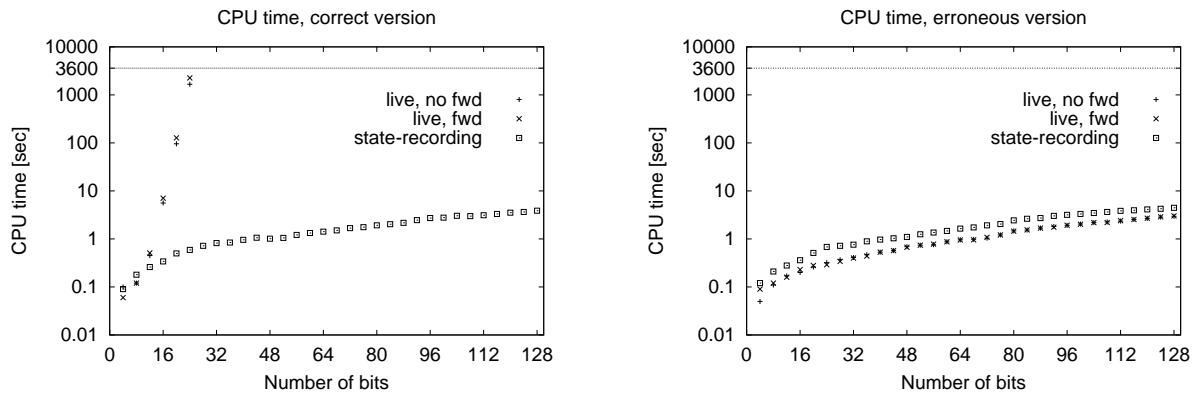 CPU time, correct version
10000
3600
1000
100
10
1
0.1
0.01
CPU time [sec]
live, no fwd
live, fwd
state-recording
0 16 32 48 64 80 96 112 128
Number of bits
CPU time, erroneous version
10000
3600
1000
100
10
1
0.1
0.01
CPU time [sec]
live, no fwd
live, fwd
state-recording
0 16 32 48 64 80 96 112 128
Number of bits